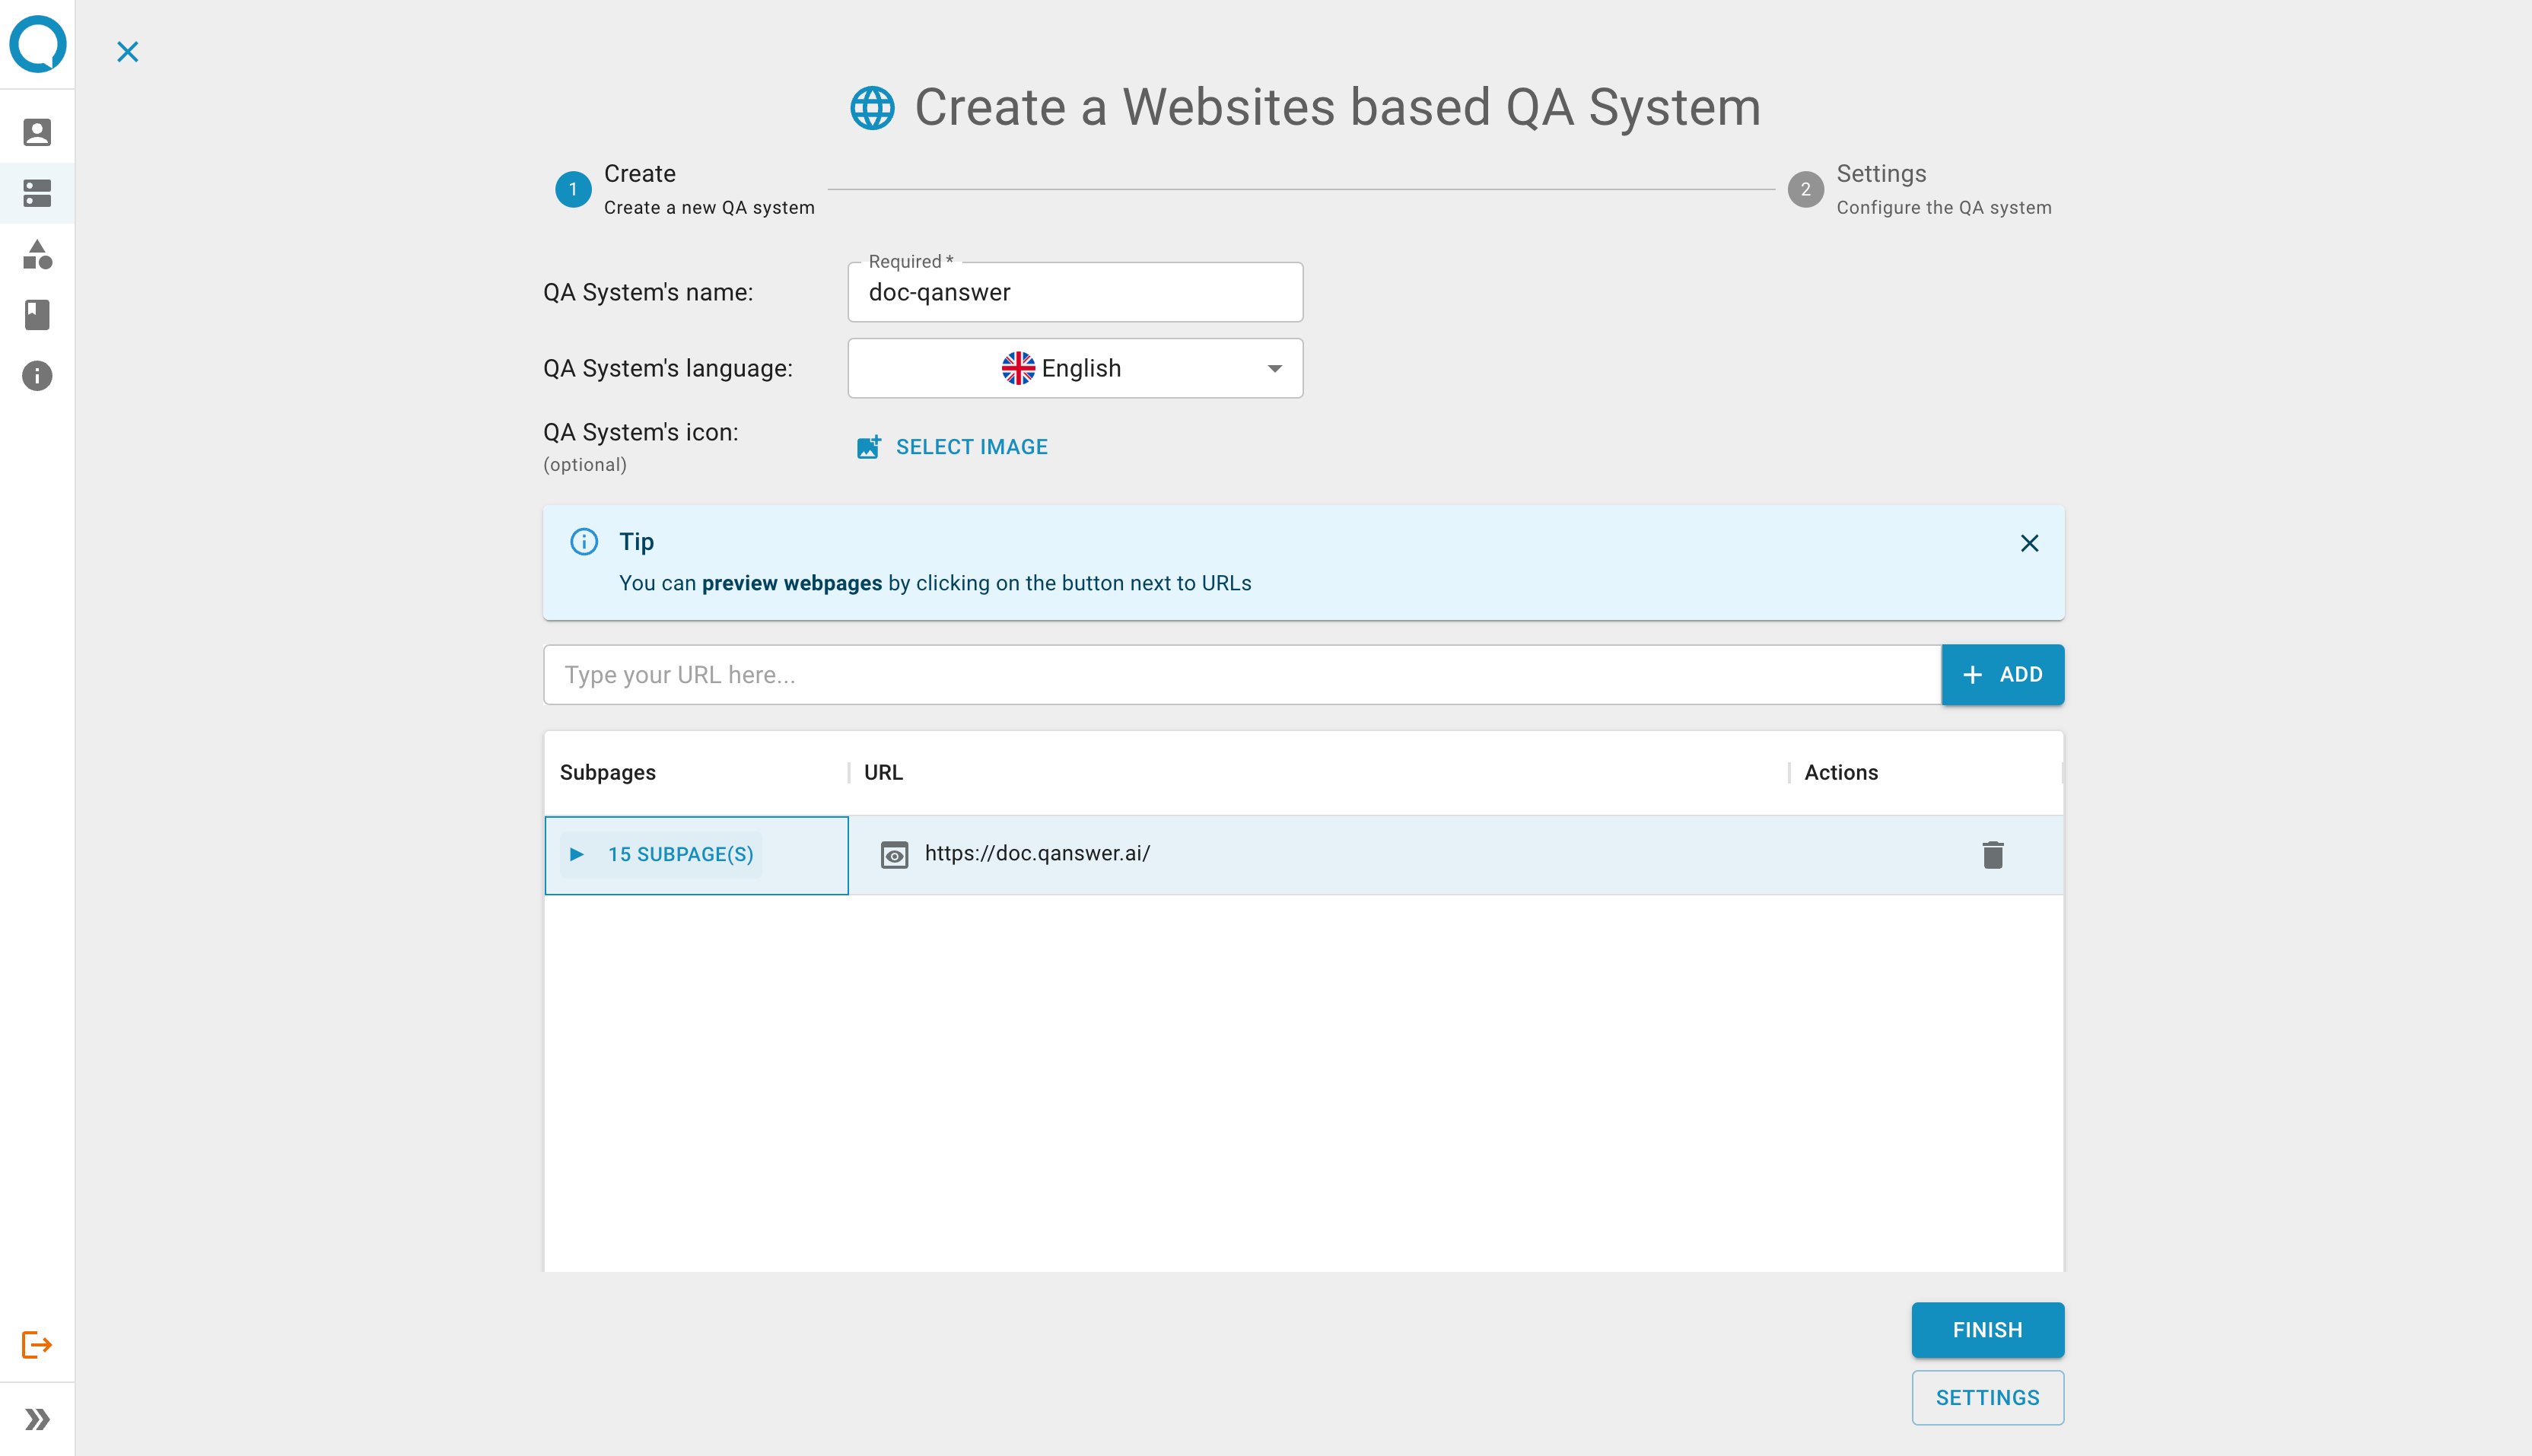 Create a Websites based QA System
1
Create
Create a new QA system
2
Settings
Configure the QA system
QA System's name:
Required *
doc-qanswer
QA System's language:
English
QA System's icon:
(optional)
SELECT IMAGE
Tip
You can preview webpages by clicking on the button next to URLs
Type your URL here...
ADD
Subpages
URL
Actions
15 SUBPAGE(S)
https://doc.qanswer.ai/
FINISH
SETTINGS